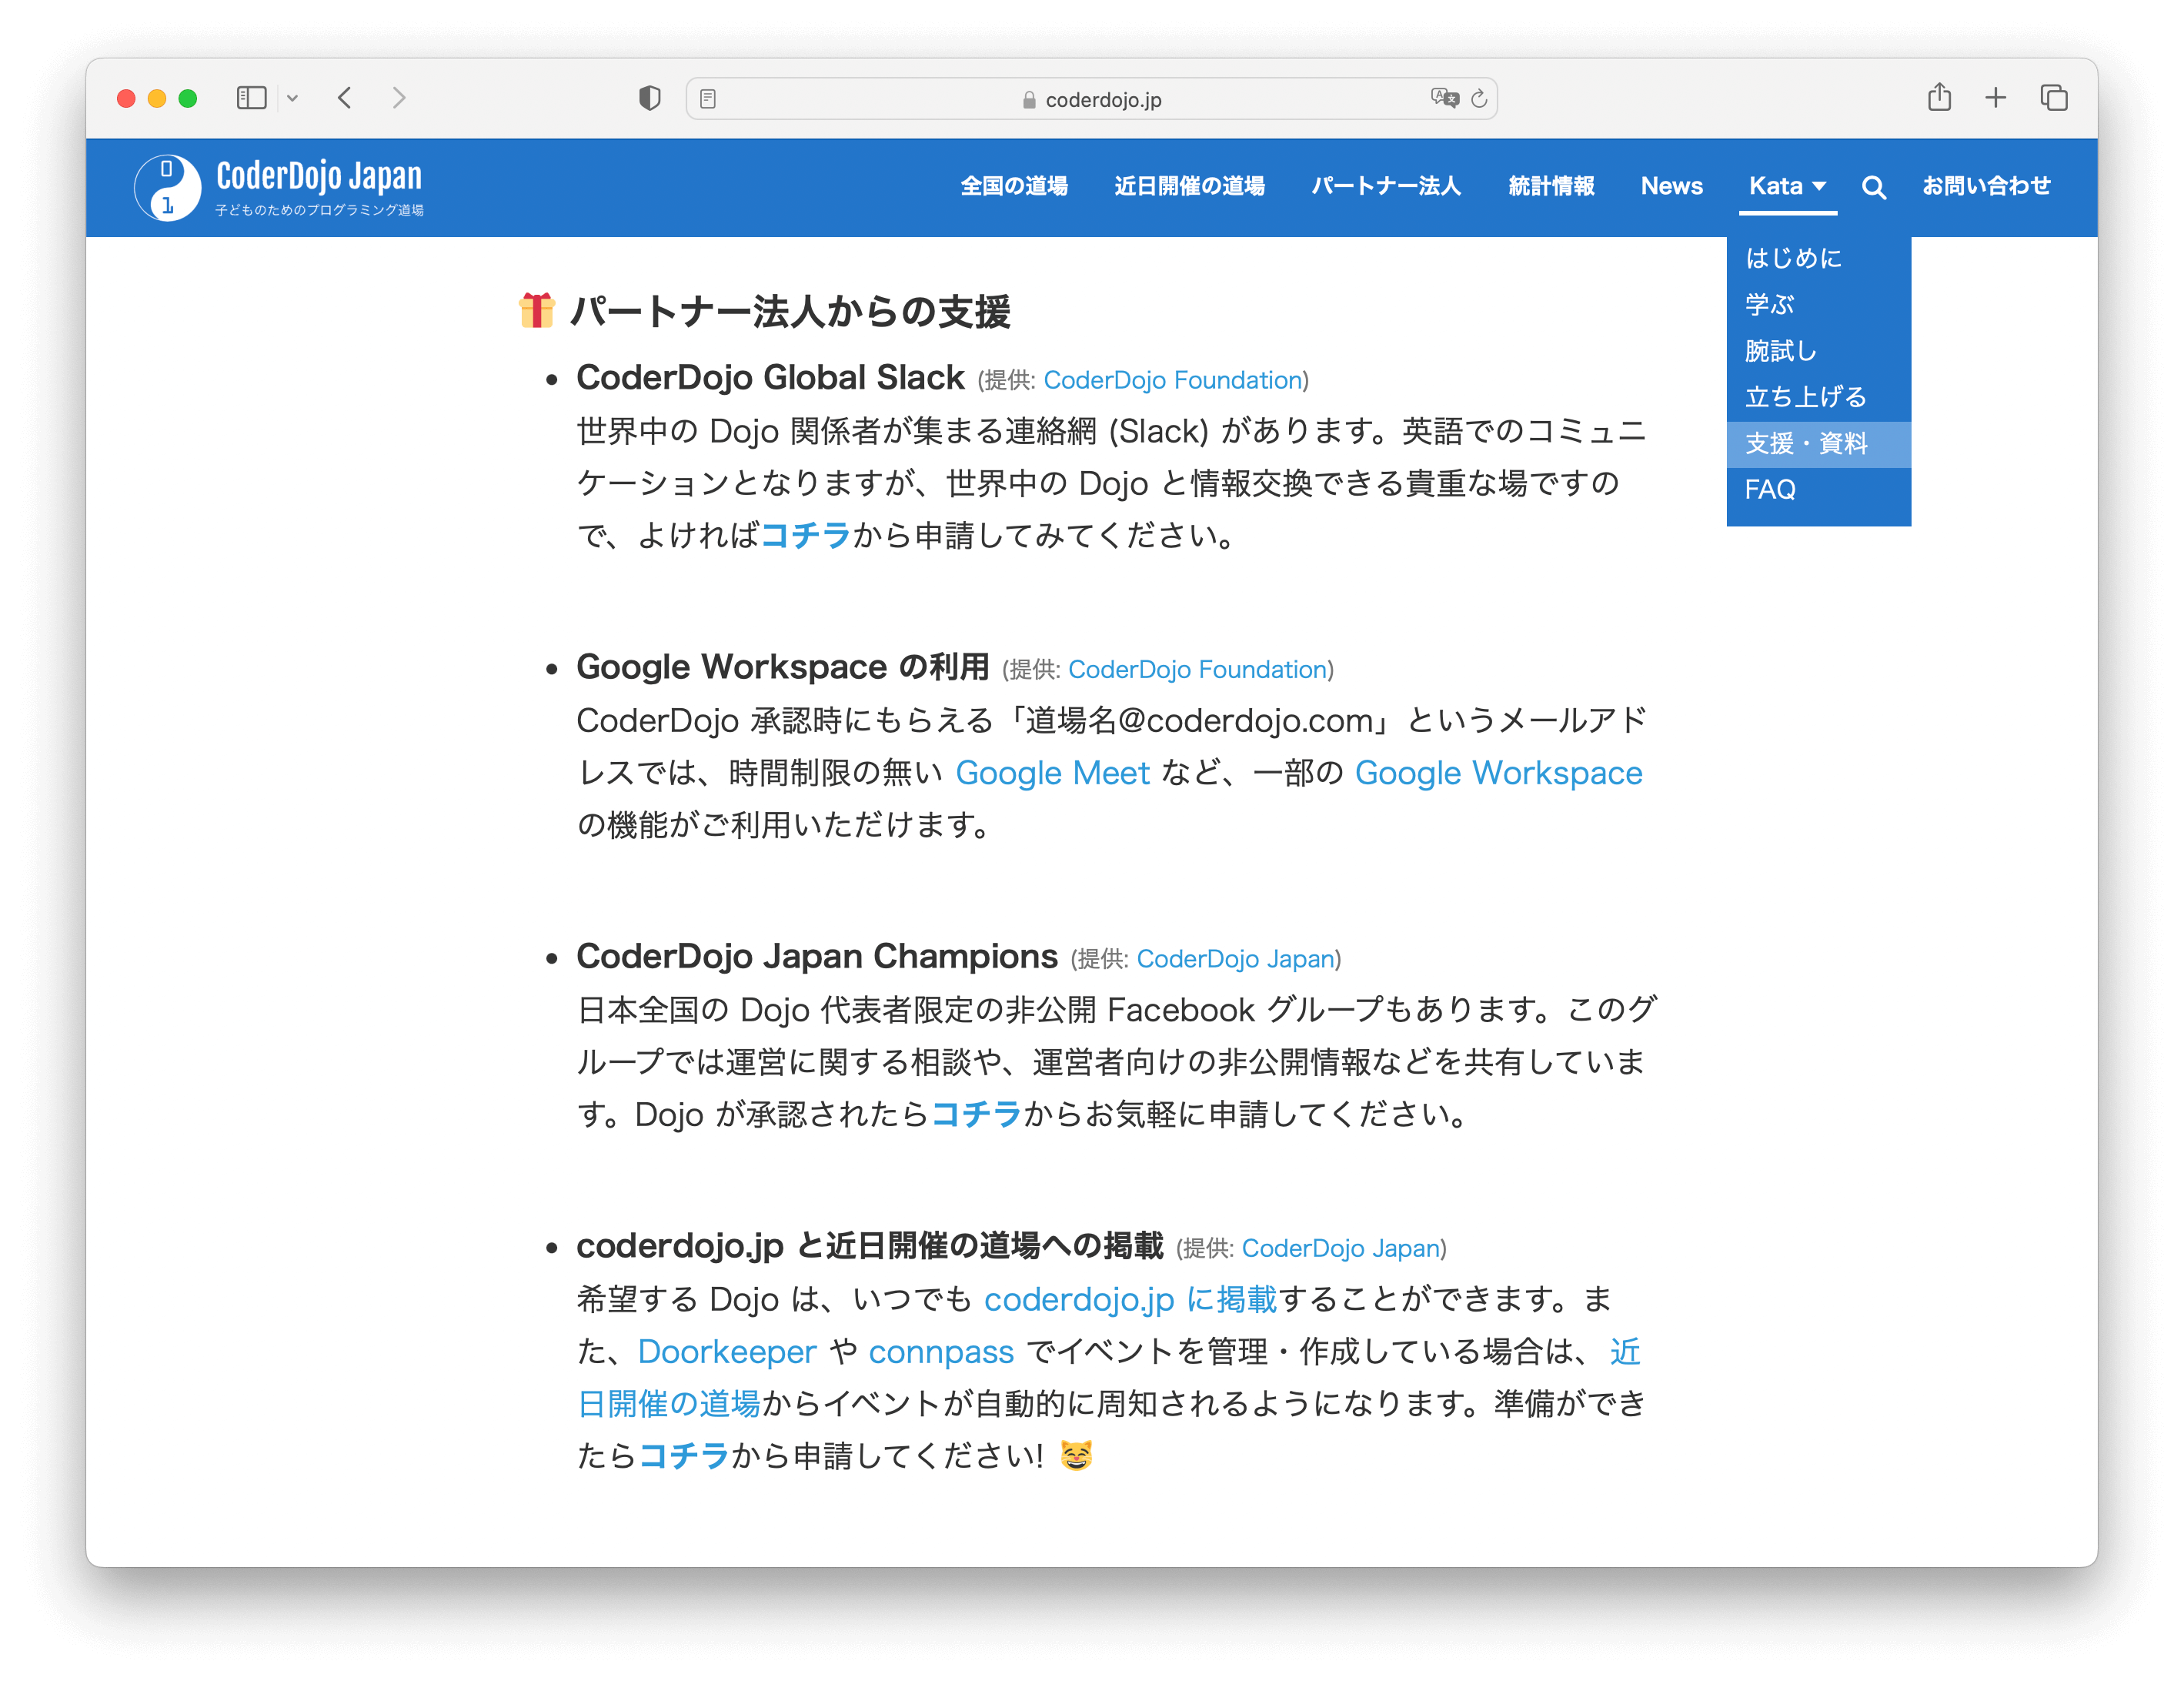 coderdojo.jp
CoderDojo Japan
子どものためのプログラミング道場
全国の道場 近日開催の道場 パートナー法人 統計情報 News Kata お問い合わせ
はじめに
学ぶ
腕試し
立ち上げる
支援・資料
FAQ
🎁 パートナー法人からの支援
• CoderDojo Global Slack (提供: CoderDojo Foundation)
世界中の Dojo 関係者が集まる連絡網 (Slack) があります。英語でのコミュニ
ケーションとなりますが、世界中の Dojo と情報交換できる貴重な場ですの
で、よければコチラから申請してみてください。
• Google Workspace の利用 (提供: CoderDojo Foundation)
CoderDojo 承認時にもらえる「道場名@coderdojo.com」というメールアド
レスでは、時間制限の無い Google Meet など、一部の Google Workspace
の機能がご利用いただけます。
• CoderDojo Japan Champions (提供: CoderDojo Japan)
日本全国の Dojo 代表者限定の非公開 Facebook グループもあります。このグ
ループでは運営に関する相談や、運営者向けの非公開情報などを共有していま
す。Dojo が承認されたらコチラからお気軽に申請してください。
• coderdojo.jp と近日開催の道場への掲載 (提供: CoderDojo Japan)
希望する Dojo は、いつでも coderdojo.jp に掲載することができます。ま
た、Doorkeeper や connpass でイベントを管理・作成している場合は、 近
日開催の道場からイベントが自動的に周知されるようになります。準備ができ
たらコチラから申請してください! 😸